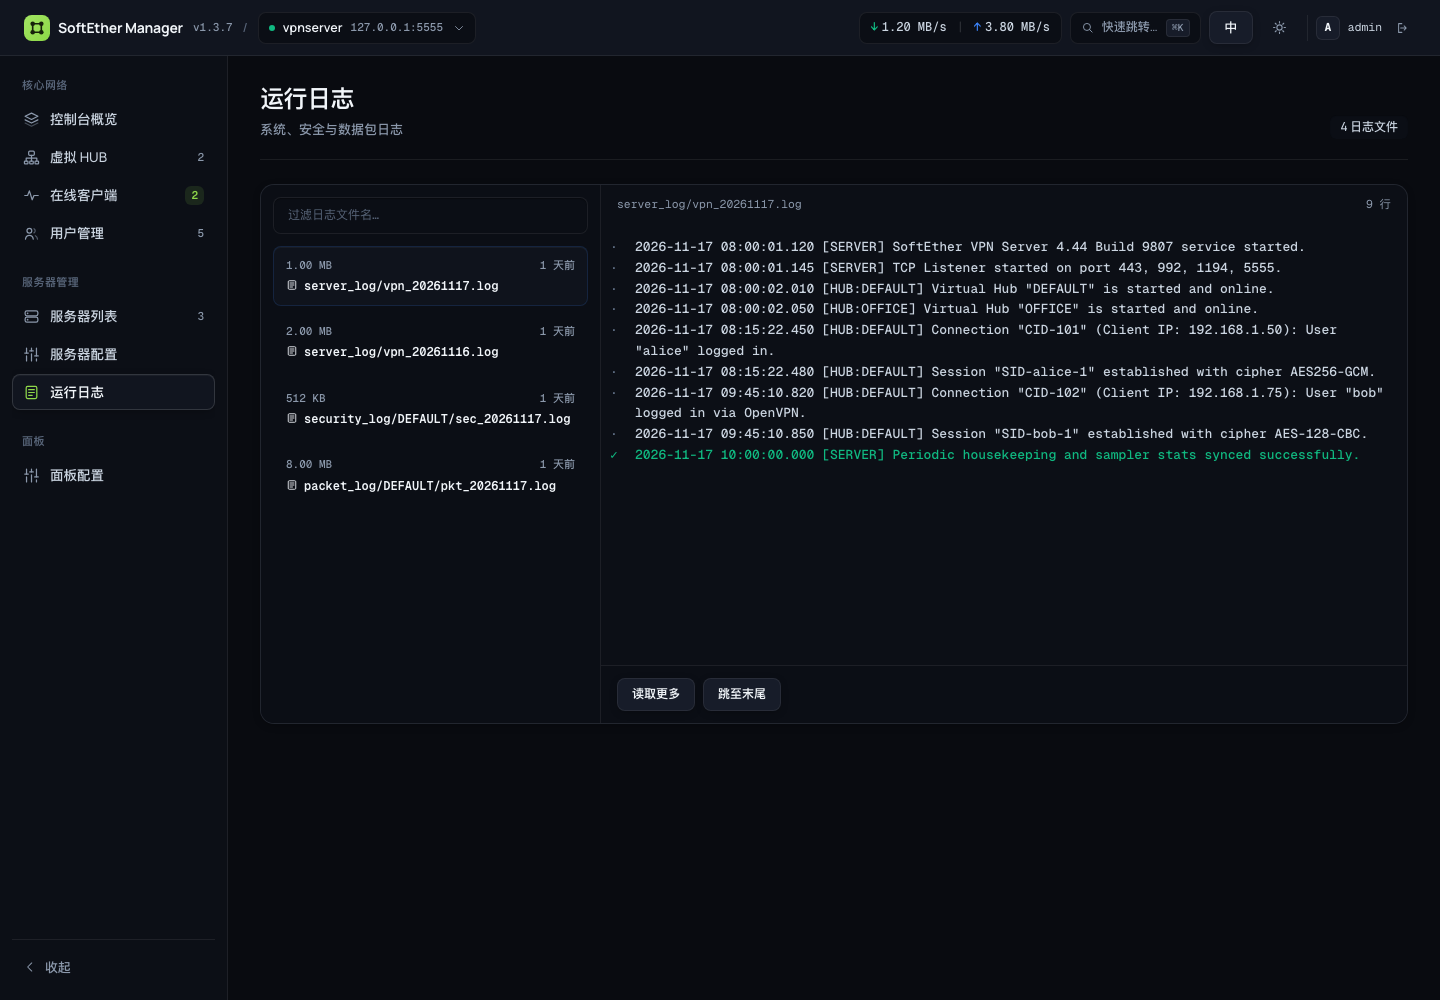 SoftEther Manager v1.3.7 / vpnserver 127.0.0.1:5555
↓1.20 MB/s | ↑3.80 MB/s
快速跳转… ⌘K
中
A admin
核心网络
控制台概览
虚拟 HUB 2
在线客户端 2
用户管理 5
服务器管理
服务器列表 3
服务器配置
运行日志
面板
面板配置
收起
运行日志
系统、安全与数据包日志
4 日志文件
过滤日志文件名…
1.00 MB 1 天前
server_log/vpn_20261117.log
2.00 MB 1 天前
server_log/vpn_20261116.log
512 KB 1 天前
security_log/DEFAULT/sec_20261117.log
8.00 MB 1 天前
packet_log/DEFAULT/pkt_20261117.log
server_log/vpn_20261117.log 9 行
· 2026-11-17 08:00:01.120 [SERVER] SoftEther VPN Server 4.44 Build 9807 service started.
· 2026-11-17 08:00:01.145 [SERVER] TCP Listener started on port 443, 992, 1194, 5555.
· 2026-11-17 08:00:02.010 [HUB:DEFAULT] Virtual Hub "DEFAULT" is started and online.
· 2026-11-17 08:00:02.050 [HUB:OFFICE] Virtual Hub "OFFICE" is started and online.
· 2026-11-17 08:15:22.450 [HUB:DEFAULT] Connection "CID-101" (Client IP: 192.168.1.50): User
"alice" logged in.
· 2026-11-17 08:15:22.480 [HUB:DEFAULT] Session "SID-alice-1" established with cipher AES256-GCM.
· 2026-11-17 09:45:10.820 [HUB:DEFAULT] Connection "CID-102" (Client IP: 192.168.1.75): User "bob"
logged in via OpenVPN.
· 2026-11-17 09:45:10.850 [HUB:DEFAULT] Session "SID-bob-1" established with cipher AES-128-CBC.
✓ 2026-11-17 10:00:00.000 [SERVER] Periodic housekeeping and sampler stats synced successfully.
读取更多
跳至末尾